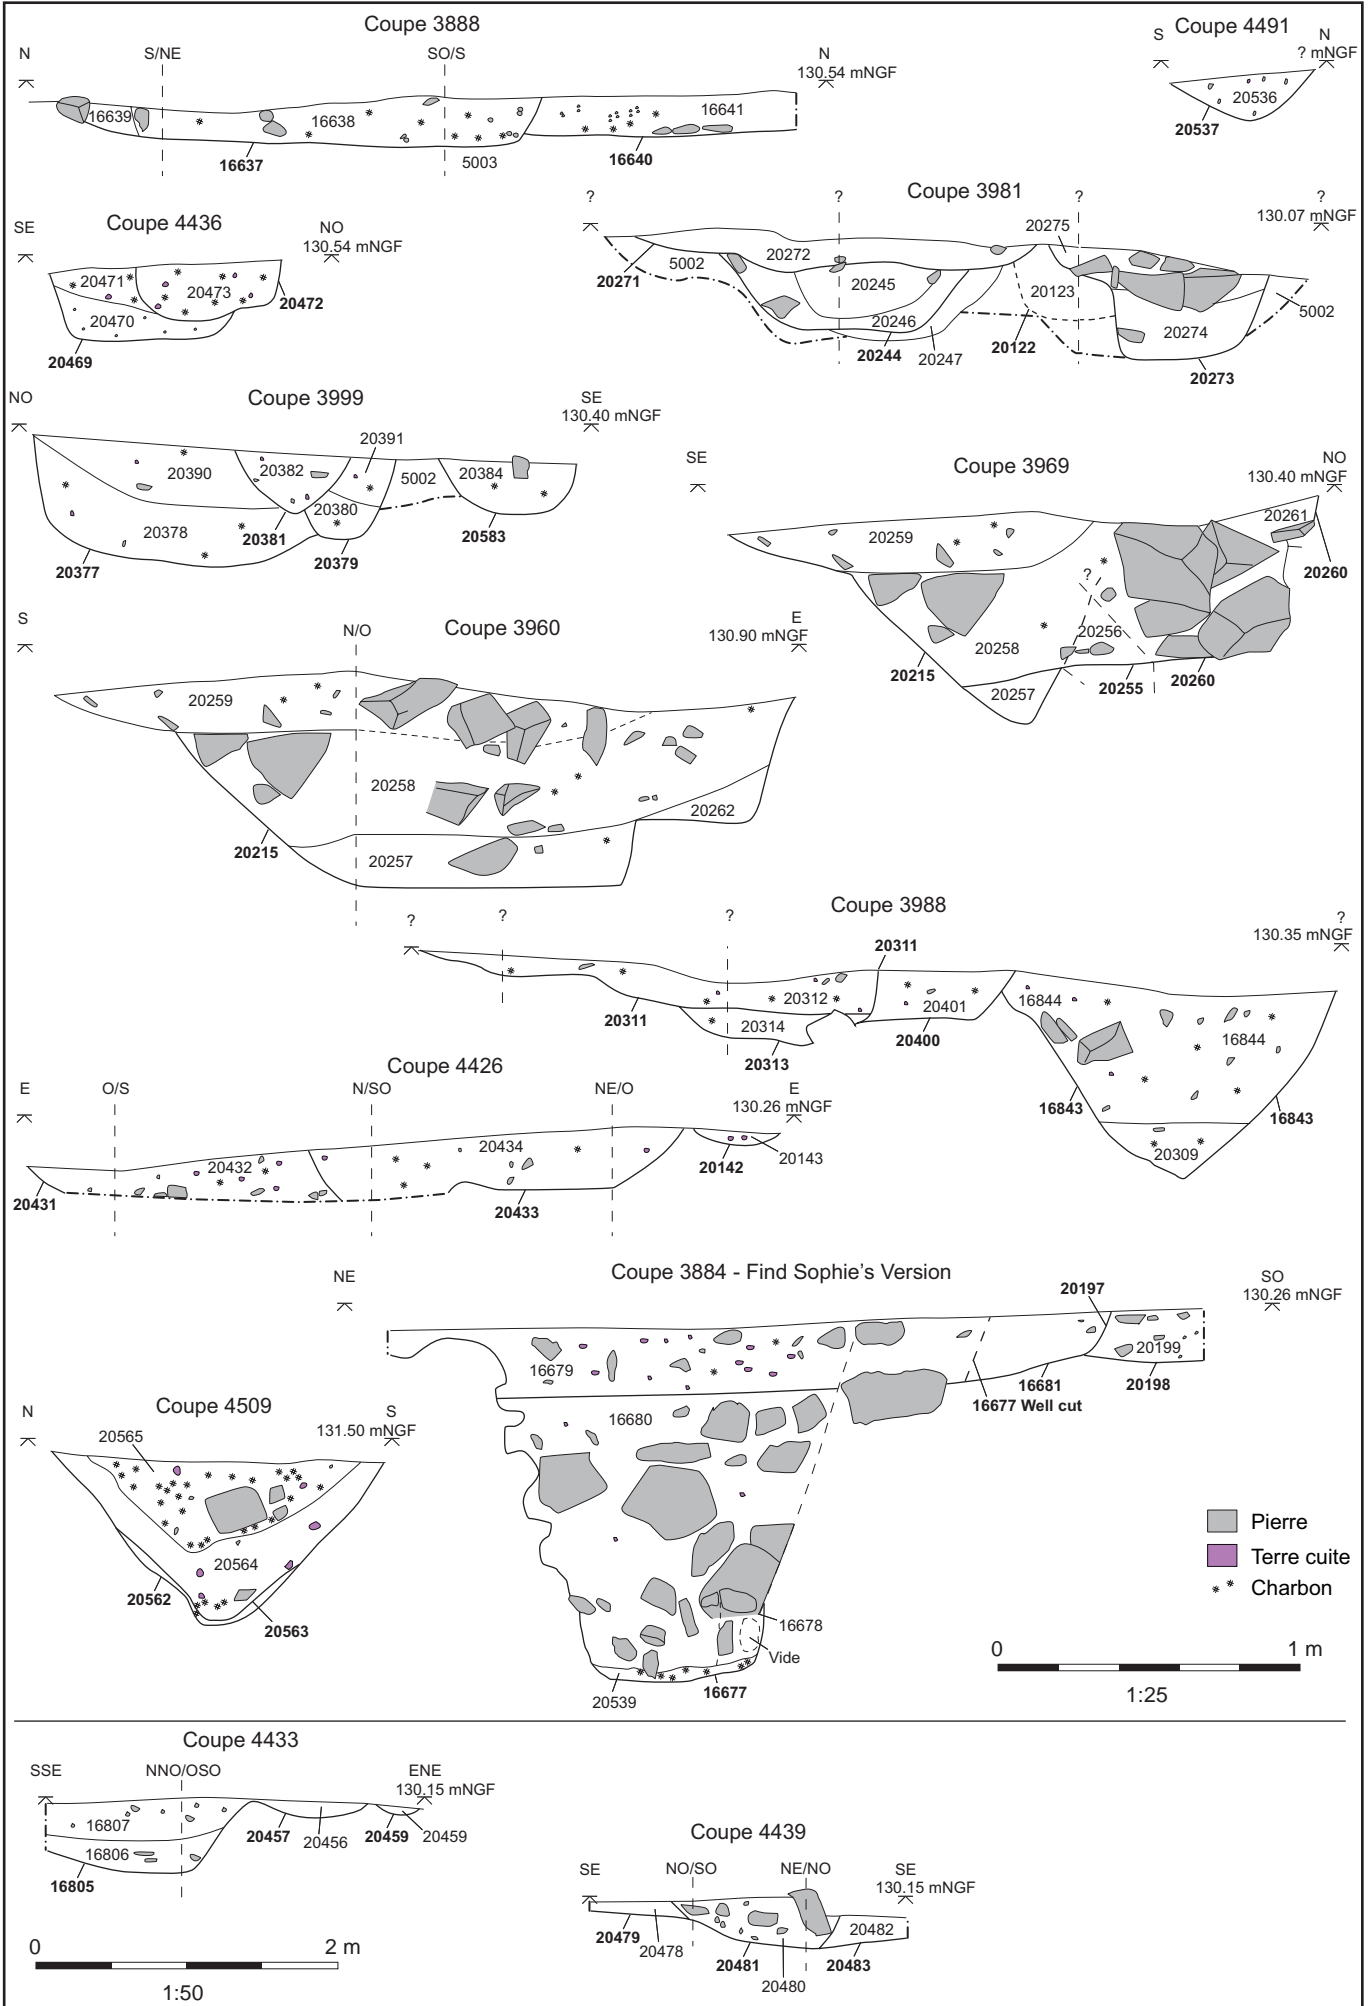 Coupe 3888
N
S/NE
SO/S
N
130.54 mNGF
16639
16638
16641
16637
5003
16640
Coupe 4491
S
N
? mNGF
20536
20537
Coupe 4436
SE
NO
130.54 mNGF
20471
20473
20472
20470
20469
Coupe 3981
?
?
?
?
130.07 mNGF
20275
20272
5002
20271
20245
20123
5002
20246
20274
20244
20247
20122
20273
Coupe 3999
NO
SE
130.40 mNGF
20391
20390
20382
5002
20384
20380
20378
20381
20583
20377
20379
Coupe 3969
SE
NO
130.40 mNGF
20261
20259
20260
?
20256
20258
20215
20257
20255
20260
Coupe 3960
S
N/O
E
130.90 mNGF
20259
20258
20262
20215
20257
Coupe 3988
?
?
?
?
130.35 mNGF
20311
20312
20401
16844
16844
20311
20314
20400
20313
16843
16843
20309
Coupe 4426
E
O/S
N/SO
NE/O
E
130.26 mNGF
20432
20434
20143
20142
20431
20433
Coupe 3884 - Find Sophie's Version
NE
SO
130.26 mNGF
20197
16679
20199
16681
20198
16677 Well cut
16680
16678
Vide
20539
16677
Coupe 4509
N
S
131.50 mNGF
20565
20564
20562
20563
Pierre
Terre cuite
Charbon
0
1 m
1:25
Coupe 4433
SSE
NNO/OSO
ENE
130.15 mNGF
16807
20457
20456
20459
20459
16806
16805
Coupe 4439
SE
NO/SO
NE/NO
SE
130.15 mNGF
20482
20479
20478
20481
20480
20483
0
2 m
1:50